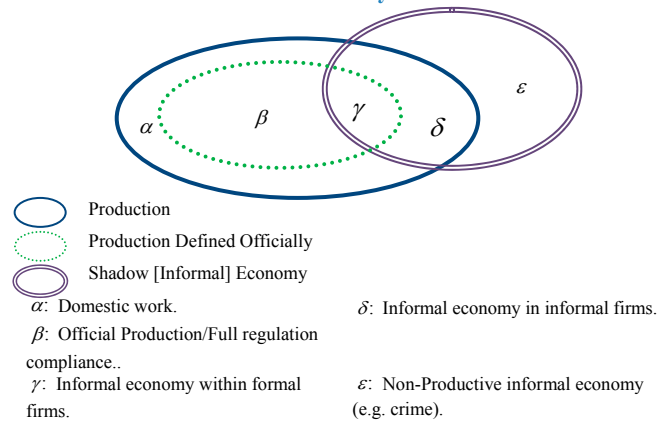 α
β
γ
δ
ε
Production
Production Defined Officially
Shadow [Informal] Economy
α: Domestic work.
δ: Informal economy in informal firms.
β: Official Production/Full regulation
compliance..
γ: Informal economy within formal
firms.
ε: Non-Productive informal economy
(e.g. crime).